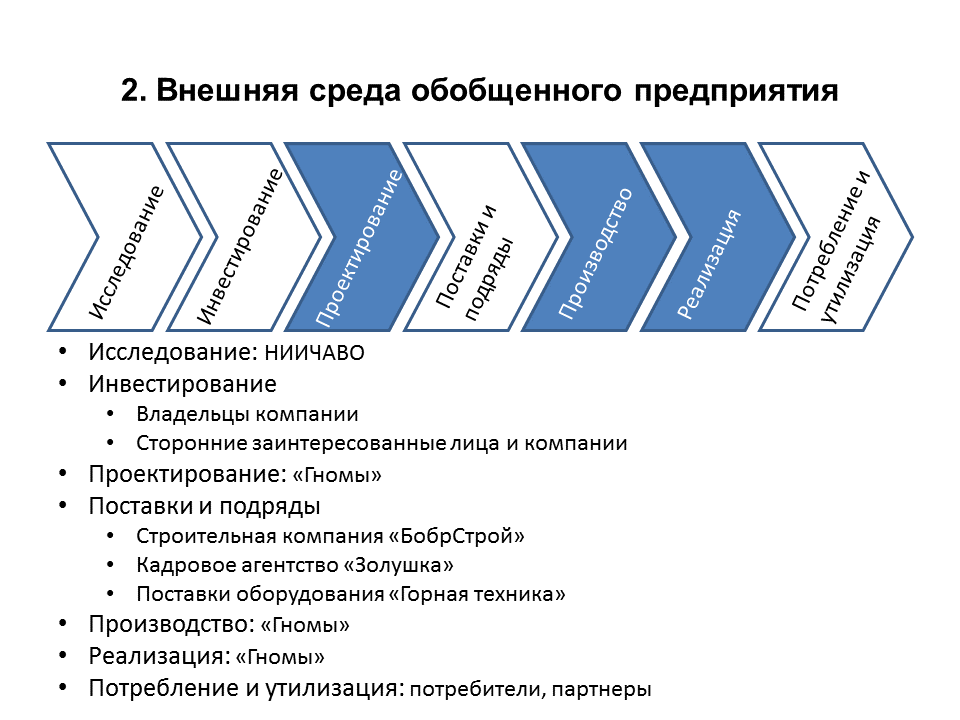 2. Внешняя среда обобщенного предприятия
Исследование
Инвестирование
Проектирование
Поставки и
подряды
Производство
Реализация
Потребление и
утилизация
• Исследование: НИИЧАВО
• Инвестирование
• Владельцы компании
• Сторонние заинтересованные лица и компании
• Проектирование: «Гномы»
• Поставки и подряды
• Строительная компания «БобрСтрой»
• Кадровое агентство «Золушка»
• Поставки оборудования «Горная техника»
• Производство: «Гномы»
• Реализация: «Гномы»
• Потребление и утилизация: потребители, партнеры